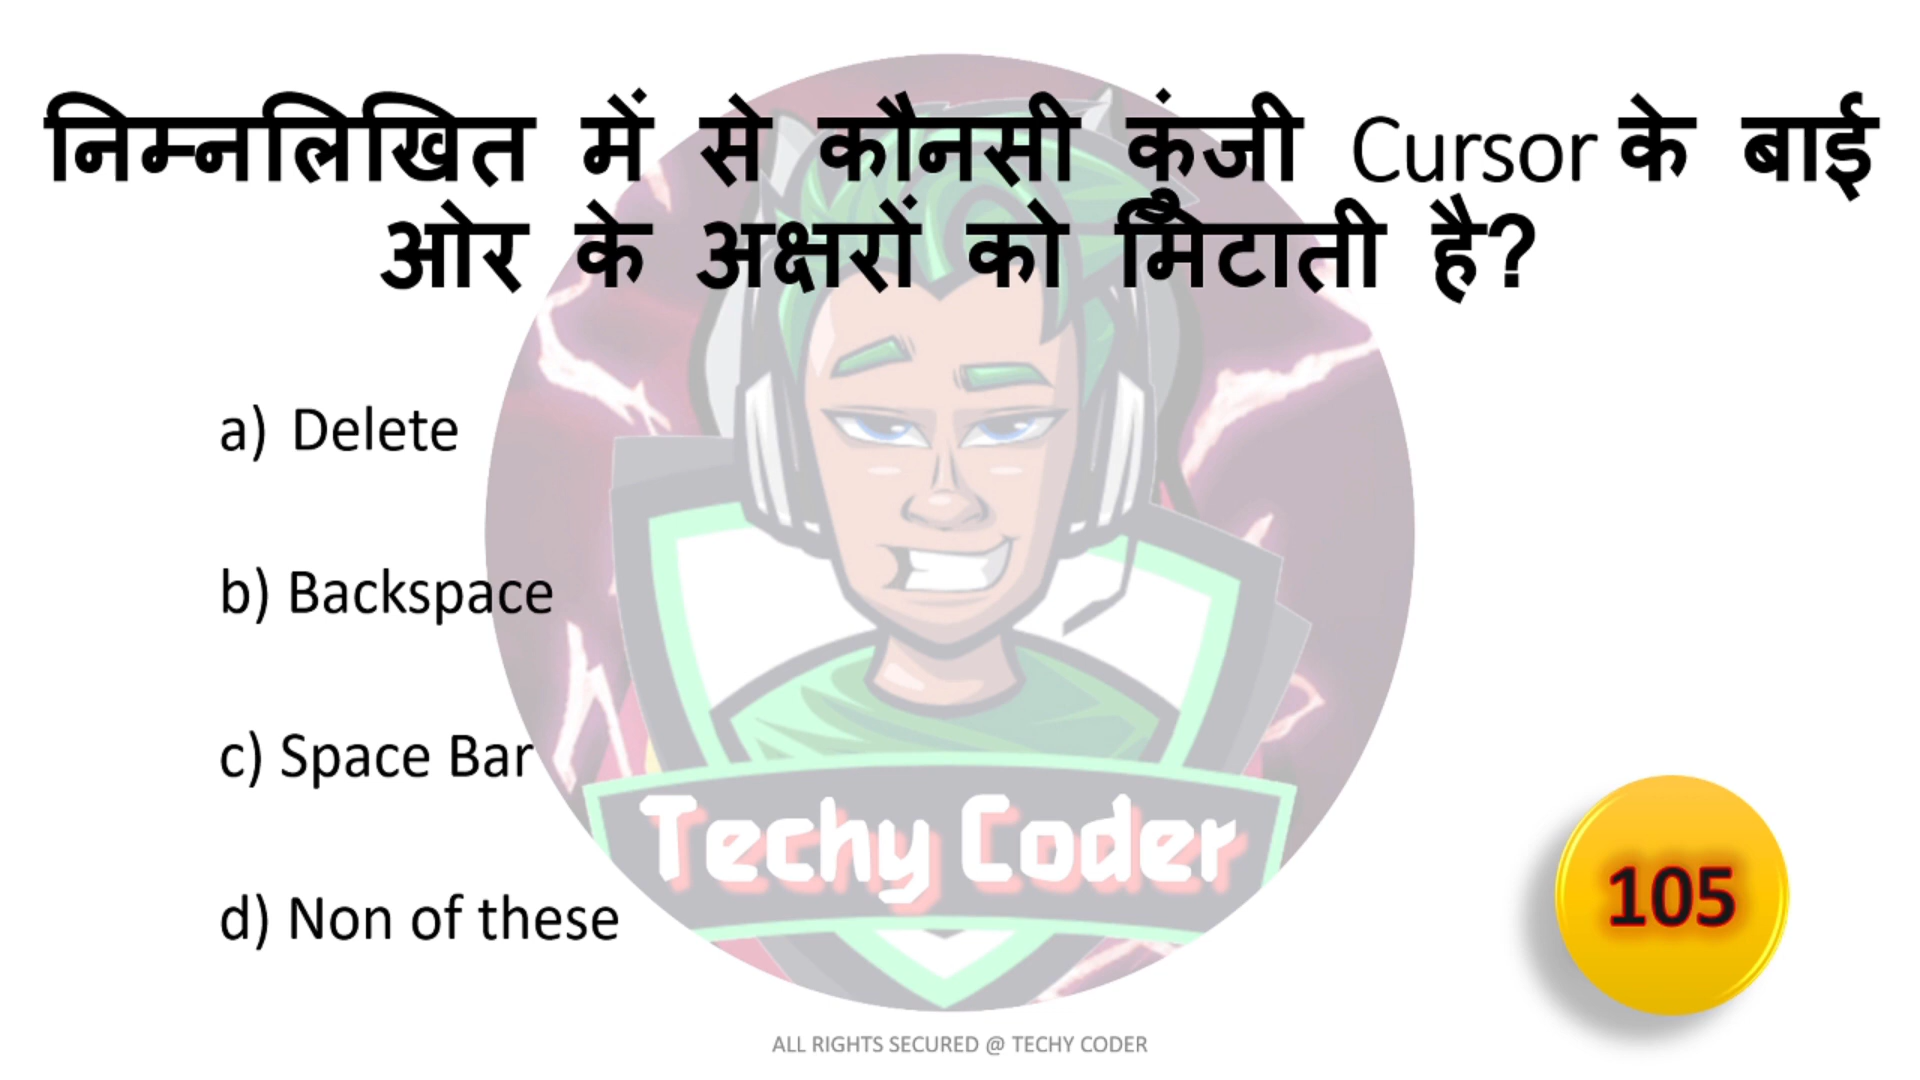 निम्नलिखित में से कौनसी कुंजी Cursor के बाई
ओर के अक्षरों को मिटाती है?
a) Delete
b) Backspace
c) Space Bar
d) Non of these
Techy Coder
105
ALL RIGHTS SECURED @ TECHY CODER